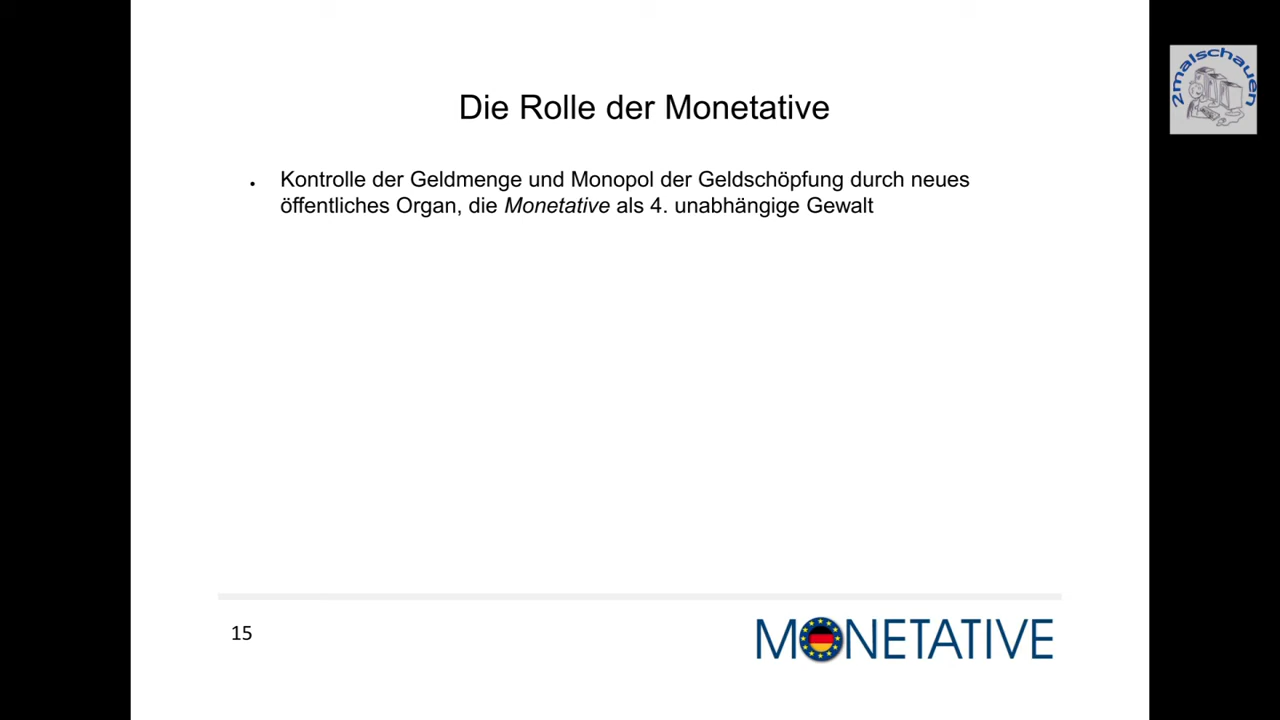 2malschauen
Die Rolle der Monetative
• Kontrolle der Geldmenge und Monopol der Geldschöpfung durch neues
öffentliches Organ, die Monetative als 4. unabhängige Gewalt
15
MONETATIVE